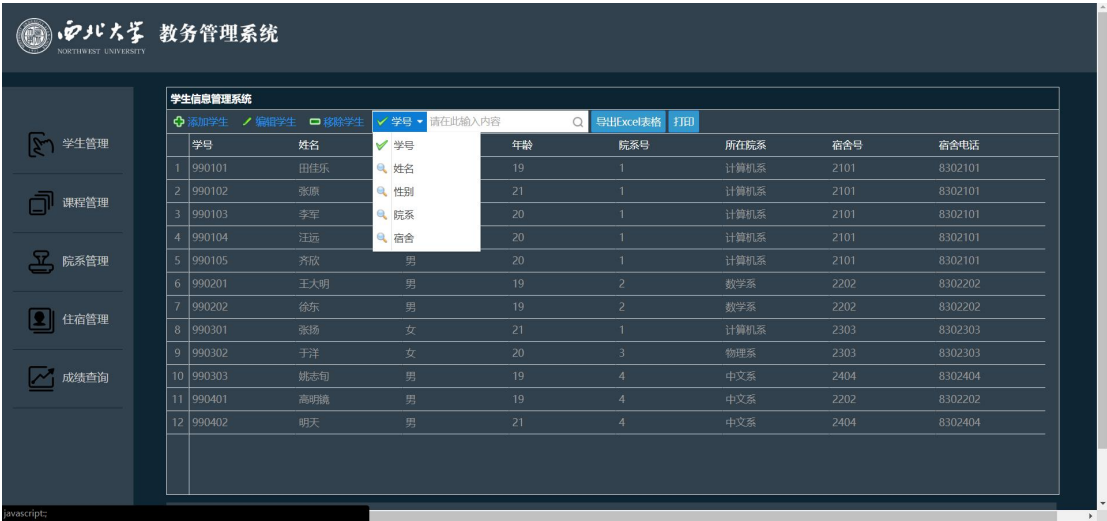 西北大学 教务管理系统
NORTHWEST UNIVERSITY
学生管理
课程管理
院系管理
住宿管理
成绩查询
学生信息管理系统
添加学生 编辑学生 移除学生 学号 请在此输入内容 导出Excel表格 打印
学号 姓名 年龄 院系号 所在院系 宿舍号 宿舍电话
学号
姓名
性别
院系
宿舍
1 990101 田佳乐 19 1 计算机系 2101 8302101
2 990102 张原 21 1 计算机系 2101 8302101
3 990103 李军 20 1 计算机系 2101 8302101
4 990104 汪远 20 1 计算机系 2101 8302101
5 990105 齐欣 男 20 1 计算机系 2101 8302101
6 990201 王大明 男 19 2 数学系 2202 8302202
7 990202 徐东 男 19 2 数学系 2202 8302202
8 990301 张扬 女 21 1 计算机系 2303 8302303
9 990302 于洋 女 20 3 物理系 2303 8302303
10 990303 姚志旬 男 19 4 中文系 2404 8302404
11 990401 高明镜 男 19 4 中文系 2202 8302202
12 990402 明天 男 21 4 中文系 2404 8302404
javascript:;